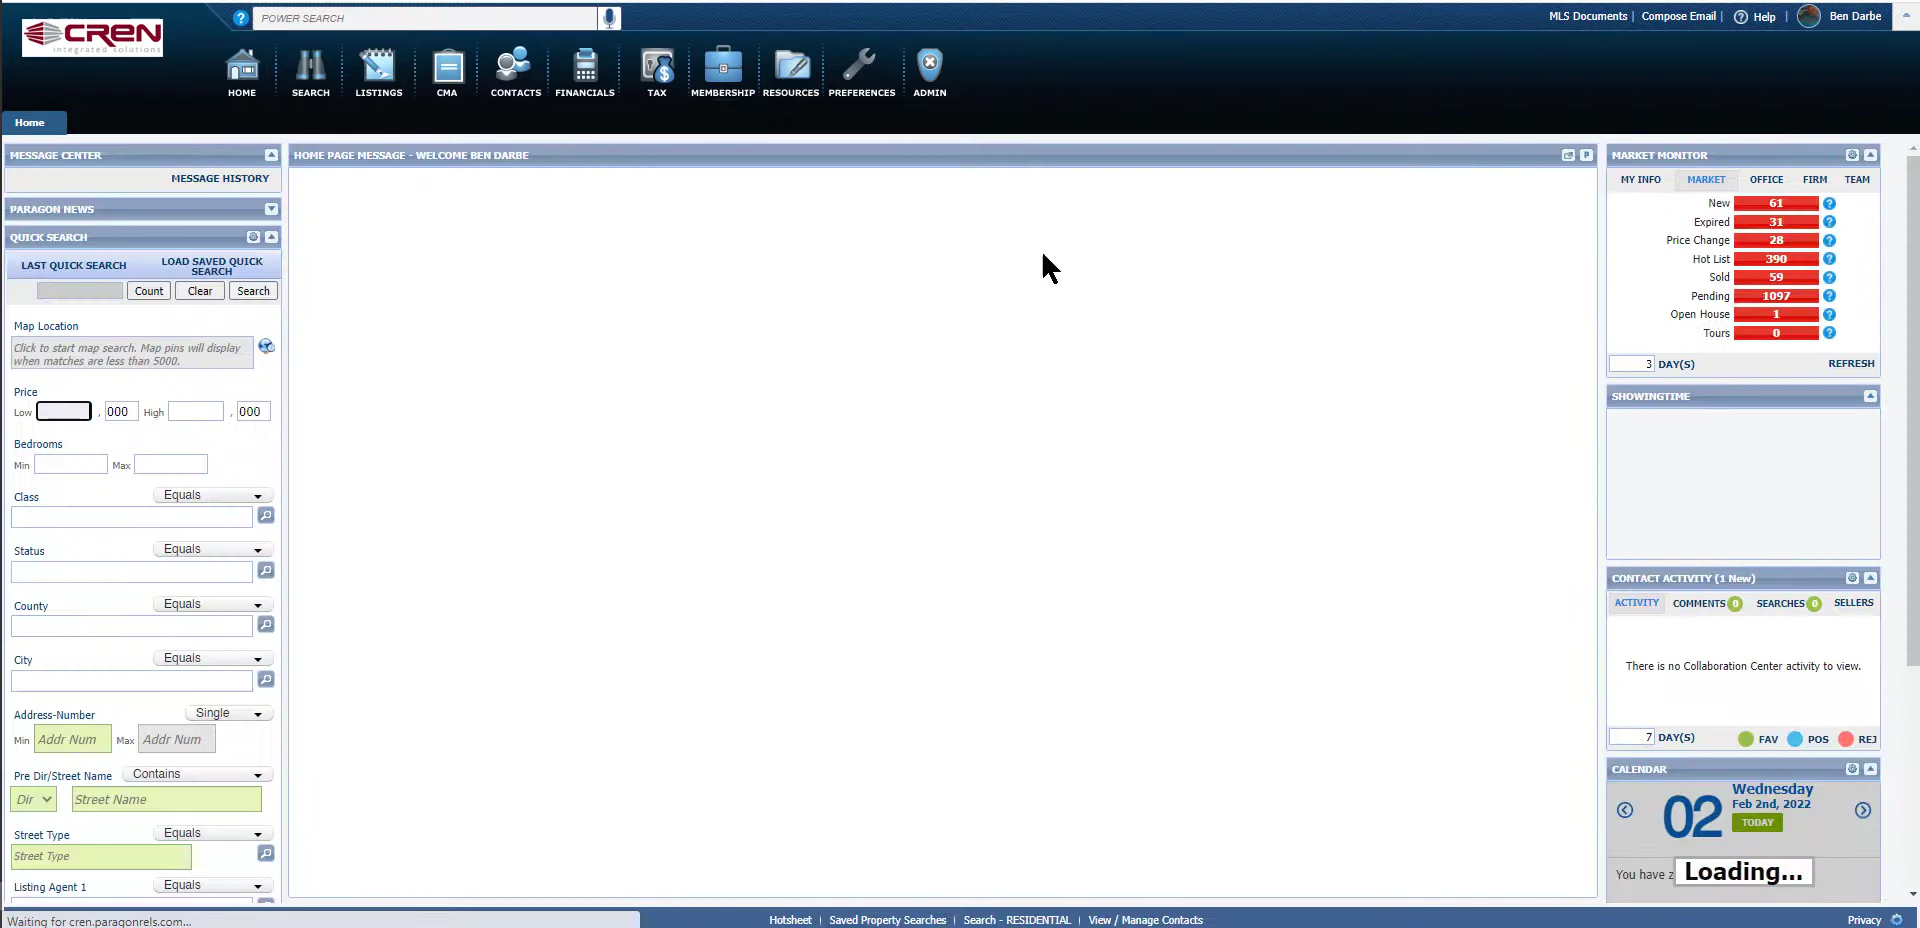 CREN
integrated solutions
POWER SEARCH
MLS Documents | Compose Email | Help | Ben Darbe
HOME
SEARCH
LISTINGS
CMA
CONTACTS
FINANCIALS
TAX
MEMBERSHIP
RESOURCES
PREFERENCES
ADMIN
Home
MESSAGE CENTER
MESSAGE HISTORY
PARAGON NEWS
QUICK SEARCH
LAST QUICK SEARCH
LOAD SAVED QUICK
SEARCH
Count
Clear
Search
Map Location
Click to start map search. Map pins will display
when matches are less than 5000.
Price
Low , 000 High , 000
Bedrooms
Min Max
Class Equals
Status Equals
County Equals
City Equals
Address-Number Single
Min Addr Num Max Addr Num
Pre Dir/Street Name Contains
Dir Street Name
Street Type Equals
Street Type
Listing Agent 1 Equals
HOME PAGE MESSAGE - WELCOME BEN DARBE
P
MARKET MONITOR
MY INFO MARKET OFFICE FIRM TEAM
New 61
Expired 31
Price Change 28
Hot List 390
Sold 59
Pending 1097
Open House 1
Tours 0
3 DAY(S) REFRESH
SHOWINGTIME
CONTACT ACTIVITY (1 New)
ACTIVITY COMMENTS 0 SEARCHES 0 SELLERS
There is no Collaboration Center activity to view.
7 DAY(S) FAV POS REJ
CALENDAR
02
Wednesday
Feb 2nd, 2022
TODAY
You have z
Loading...
Waiting for cren.paragonrels.com...
Hotsheet | Saved Property Searches | Search - RESIDENTIAL | View / Manage Contacts
Privacy